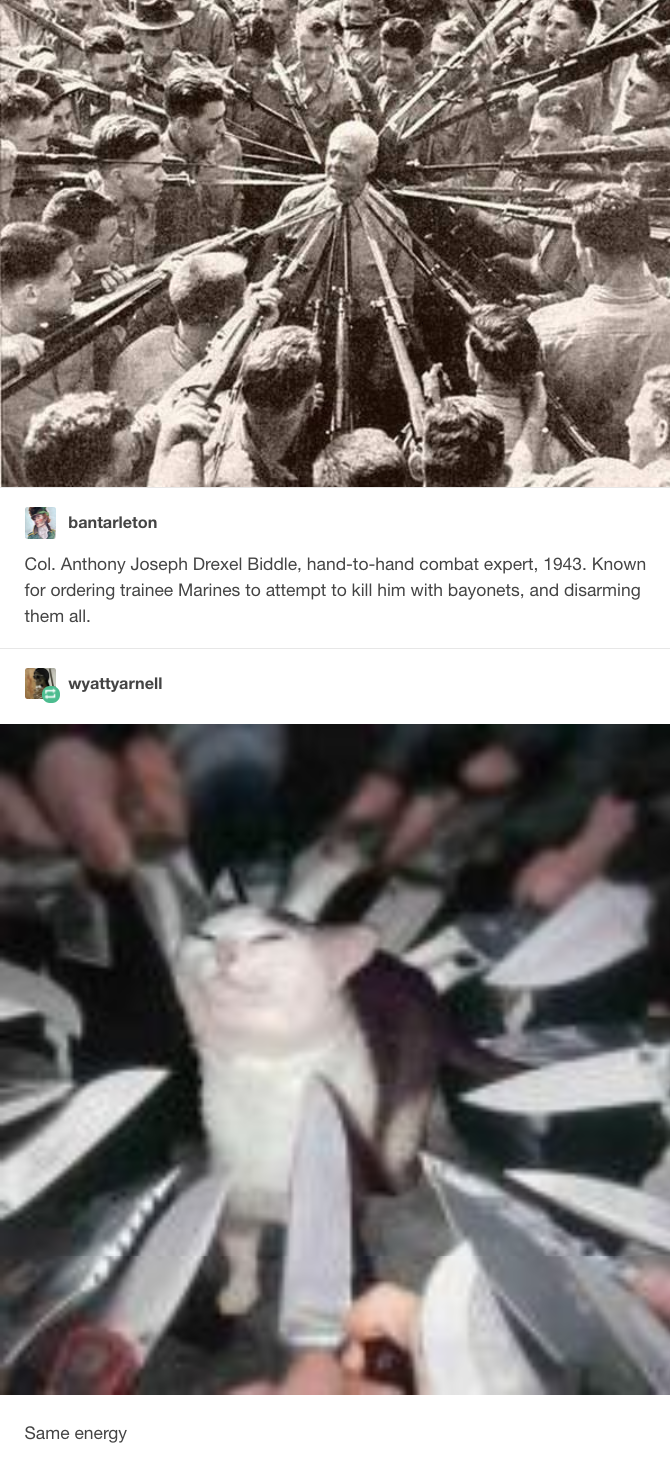 bantarleton
Col. Anthony Joseph Drexel Biddle, hand-to-hand combat expert, 1943. Known
for ordering trainee Marines to attempt to kill him with bayonets, and disarming
them all.
wyattyarnell
Same energy